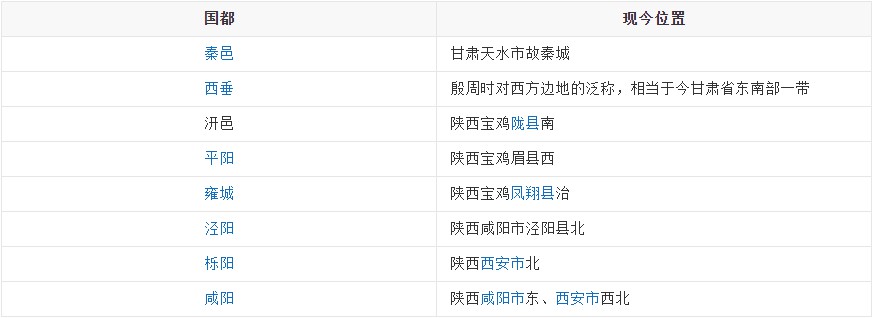 国都 现今位置
秦邑 甘肃天水市故秦城
西垂 殷周时对西方边地的泛称，相当于今甘肃省东南部一带
汧邑 陕西宝鸡陇县南
平阳 陕西宝鸡眉县西
雍城 陕西宝鸡凤翔县治
泾阳 陕西咸阳市泾阳县北
栎阳 陕西西安市北
咸阳 陕西咸阳市东、西安市西北